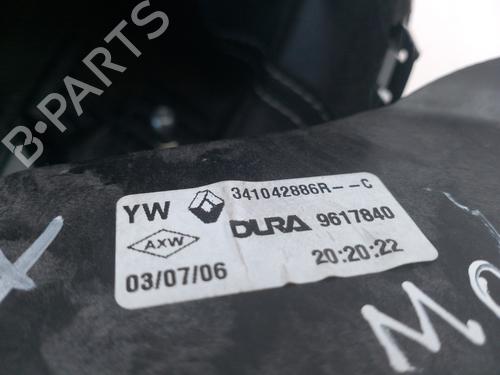 B-PARTS
YW 341042886R--C
AXW DURA 9617840
03/07/06 20:20:22